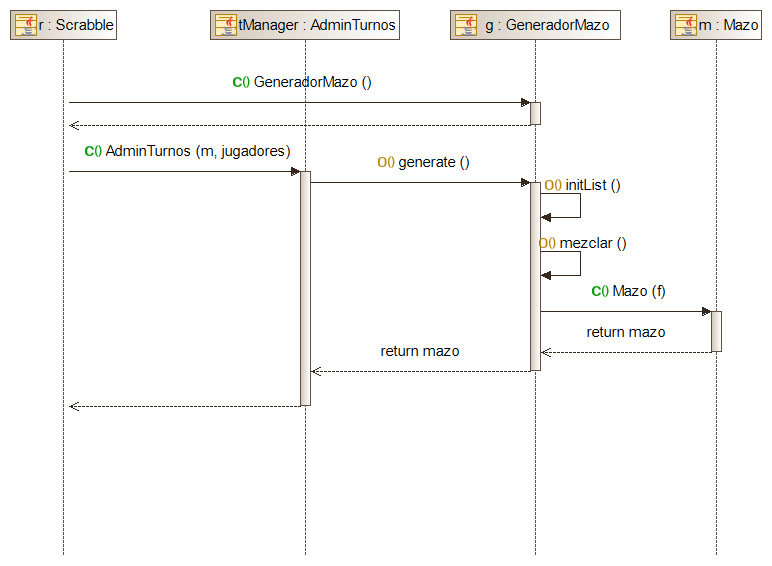 r : Scrabble
tManager : AdminTurnos
g : GeneradorMazo
m : Mazo
C() GeneradorMazo ()
C() AdminTurnos (m, jugadores)
O() generate ()
O() initList ()
O() mezclar ()
C() Mazo (f)
return mazo
return mazo